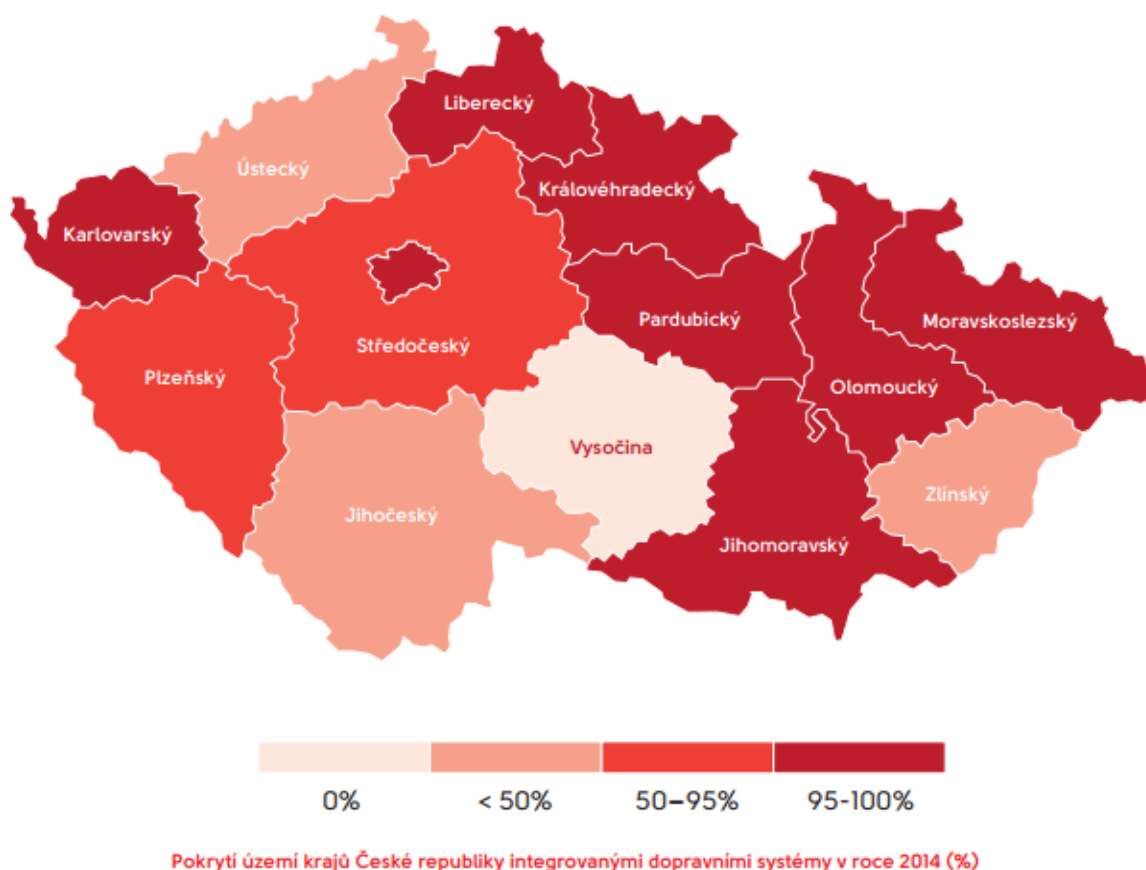 Liberecký
Ústecký
Královéhradecký
Karlovarský
Pardubický
Moravskoslezský
Středočeský
Plzeňský
Olomoucký
Vysočina
Zlínský
Jihočeský
Jihomoravský
0%
< 50%
50–95%
95-100%
Pokrytí území krajů České republiky integrovanými dopravními systémy v roce 2014 (%)